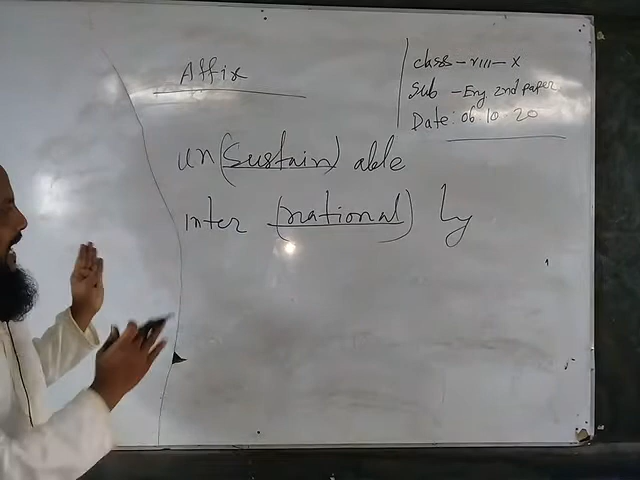 Affix
class - VIII - X
Sub - Eng 2nd paper
Date: 06.10.20
un (Sustain) able
inter (national) ly